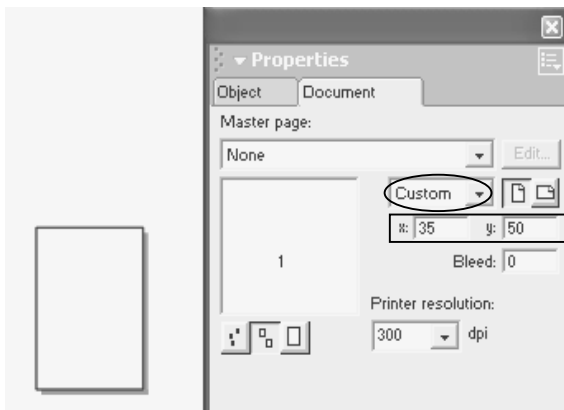 Properties
Object Document
Master page:
None Edit...
Custom
x: 35 y: 50
1 Bleed: 0
Printer resolution:
300 dpi